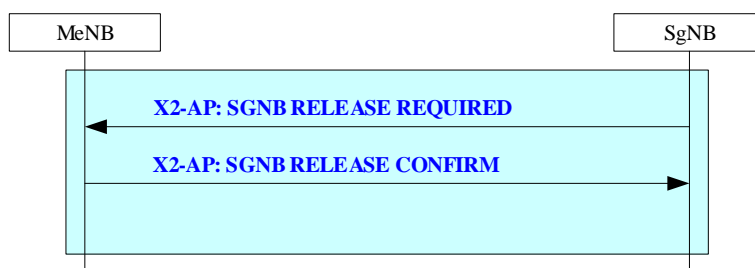 MeNB
SgNB
X2-AP: SGNB RELEASE REQUIRED
X2-AP: SGNB RELEASE CONFIRM